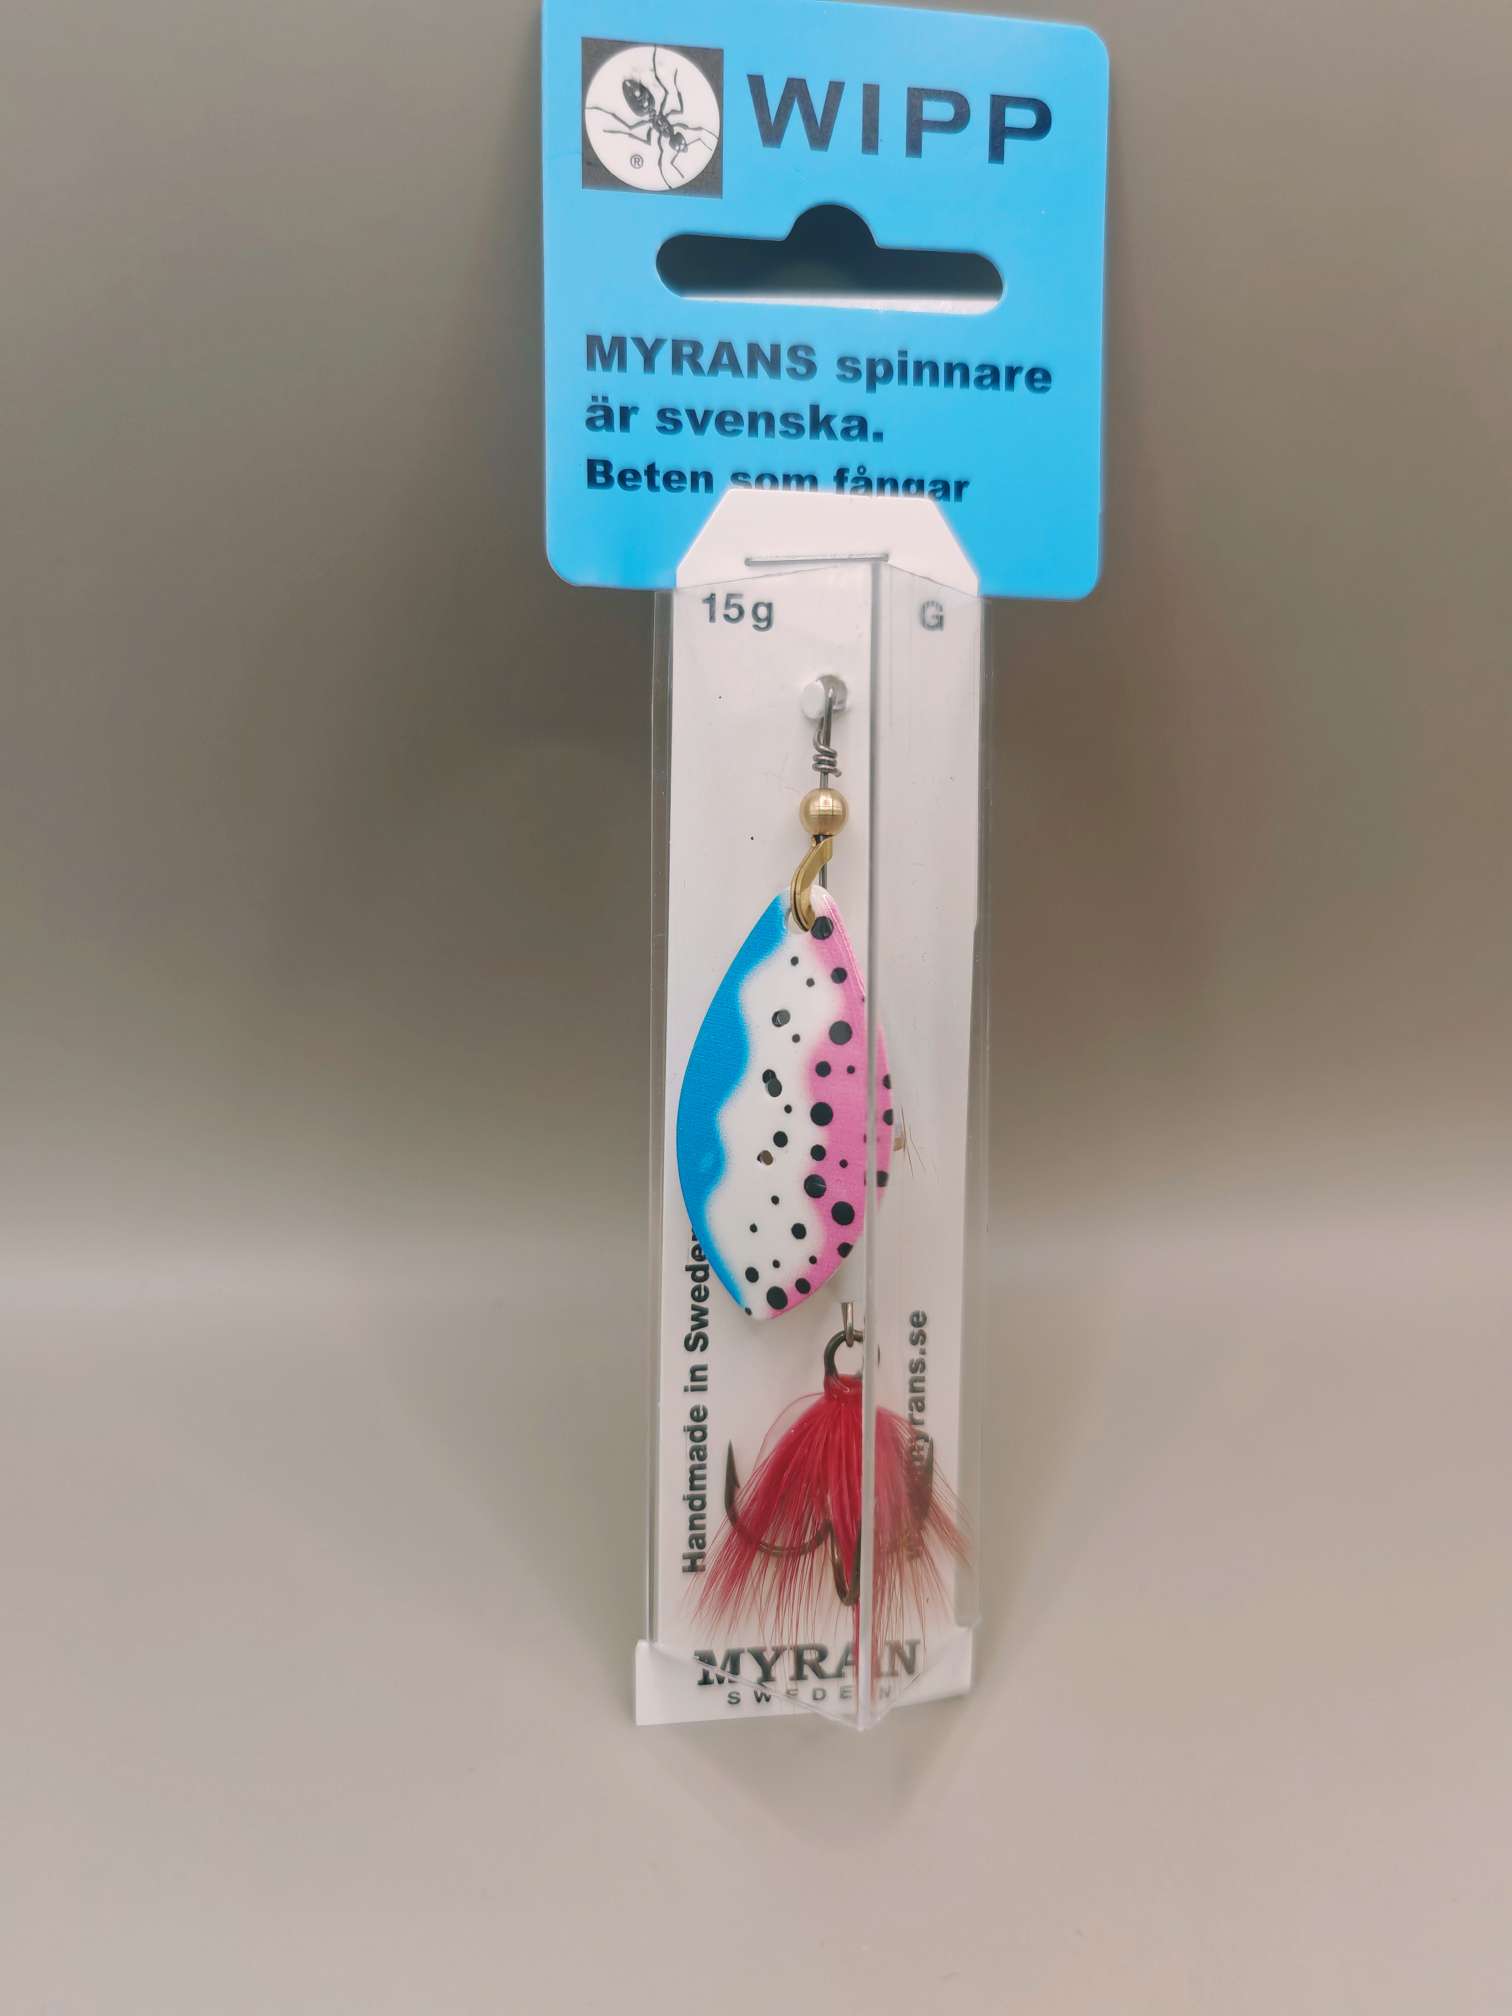 WIPP
®
MYRANS spinnare
är svenska.
Beten som fångar
15g
G
Handmade in Sweden
MYRAN
SWEDEN